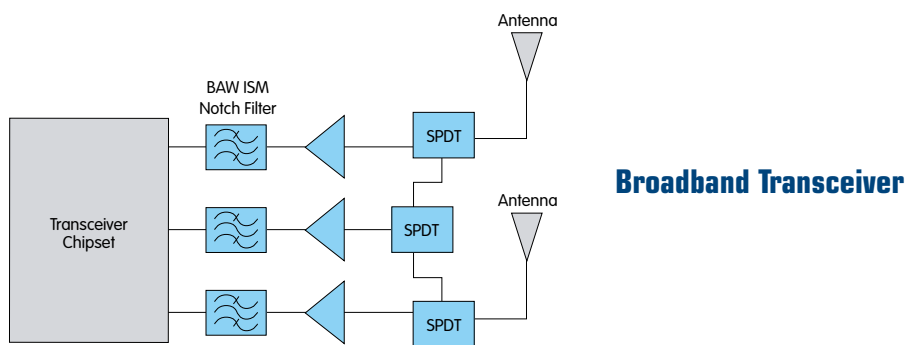 Antenna
BAW ISM
Notch Filter
SPDT
Broadband Transceiver
Antenna
SPDT
Transceiver
Chipset
SPDT